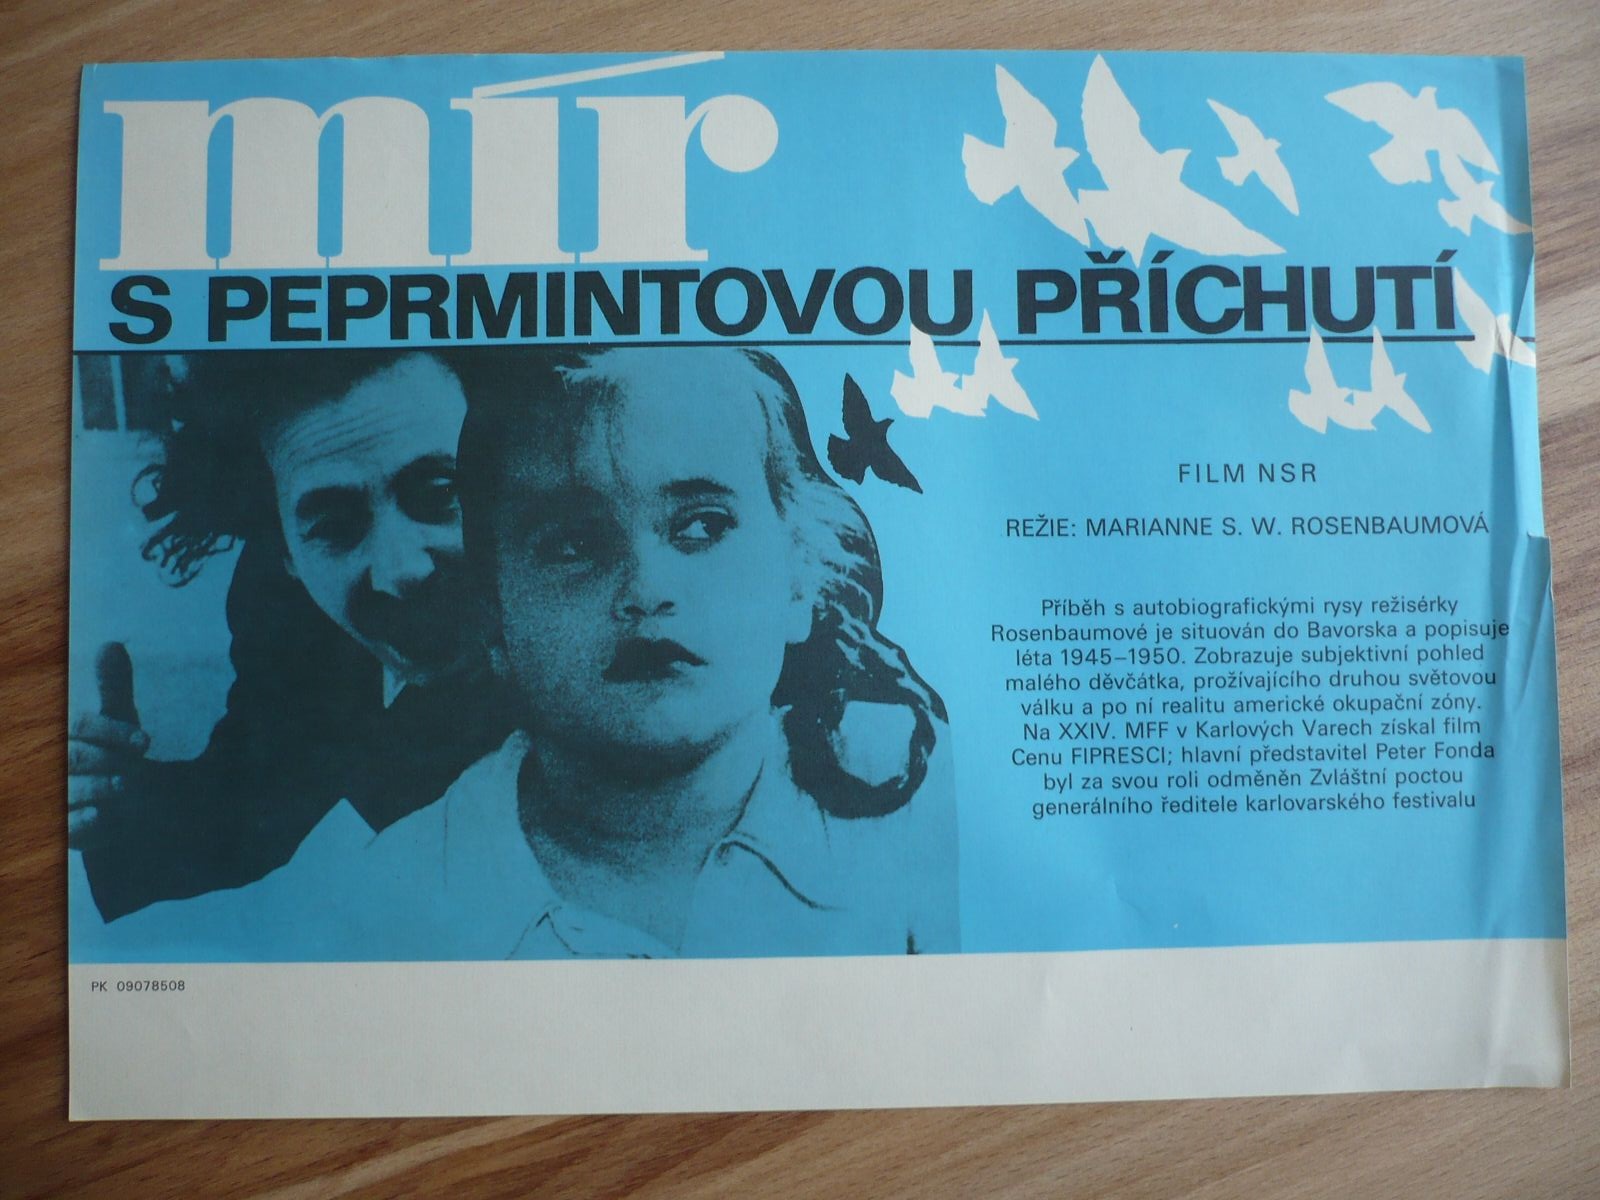 mír
S PEPRMINTOVOU PŘÍCHUTÍ
FILM NSR
REŽIE: MARIANNE S. W. ROSENBAUMOVÁ
Příběh s autobiografickými rysy režisérky
Rosenbaumové je situován do Bavorska a popisuje
léta 1945–1950. Zobrazuje subjektivní pohled
malého děvčátka, prožívajícího druhou světovou
válku a po ní realitu americké okupační zóny.
Na XXIV. MFF v Karlových Varech získal film
Cenu FIPRESCI; hlavní představitel Peter Fonda
byl za svou roli odměněn Zvláštní poctou
generálního ředitele karlovarského festivalu
PK 09078508